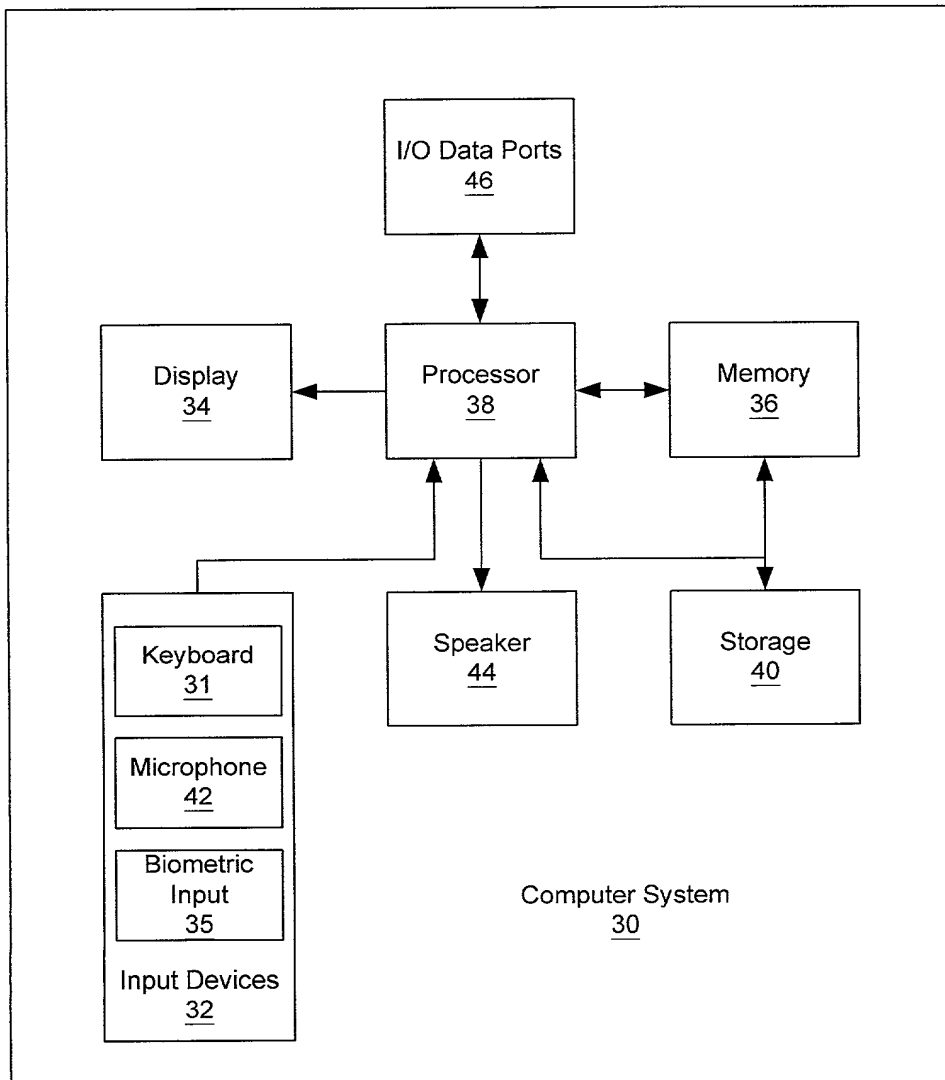 I/O Data Ports
46
Display
34
Processor
38
Memory
36
Keyboard
31
Microphone
42
Biometric
Input
35
Input Devices
32
Speaker
44
Storage
40
Computer System
30